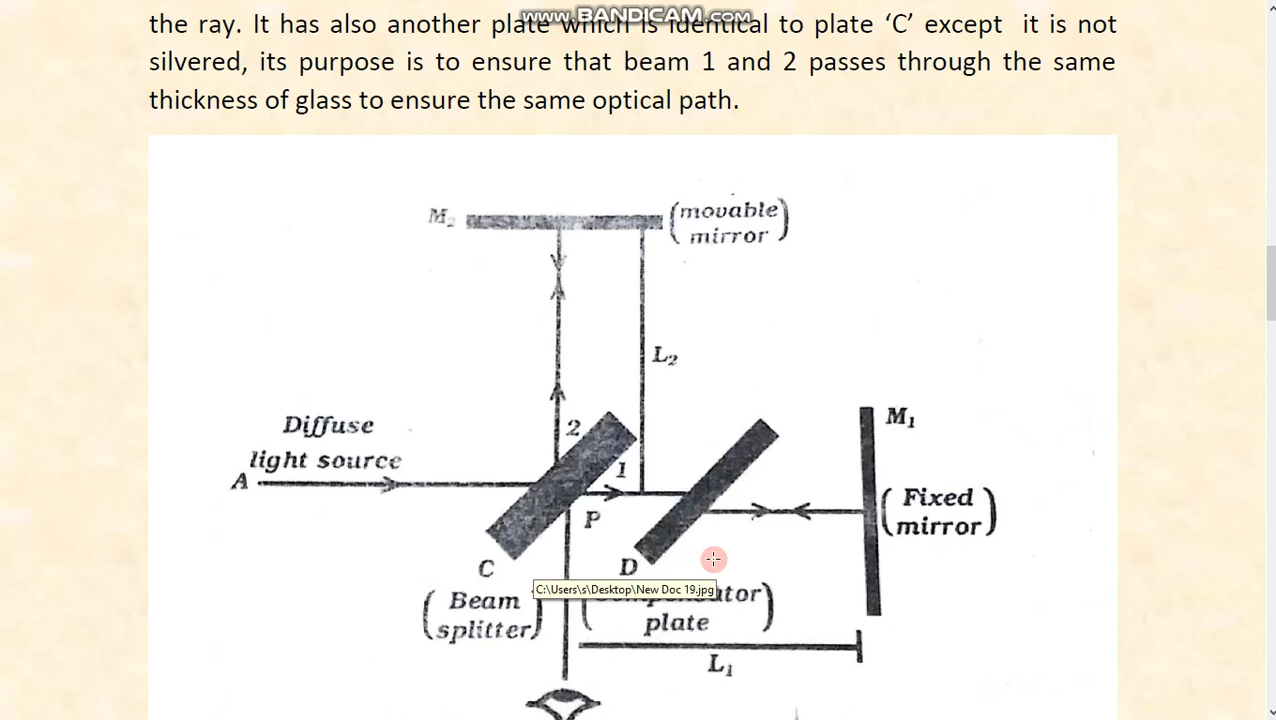 the ray. It has also another plate which is identical to plate ‘C’ except it is not
www.BANDICAM.com
silvered, its purpose is to ensure that beam 1 and 2 passes through the same
thickness of glass to ensure the same optical path.
M2
(movable
mirror)
L2
Diffuse
light source
A
2
1
M1
(Fixed
mirror)
P
C
D
(Beam
splitter)
C:\Users\s\Desktop\New Doc 19.jpg
plate)
L1